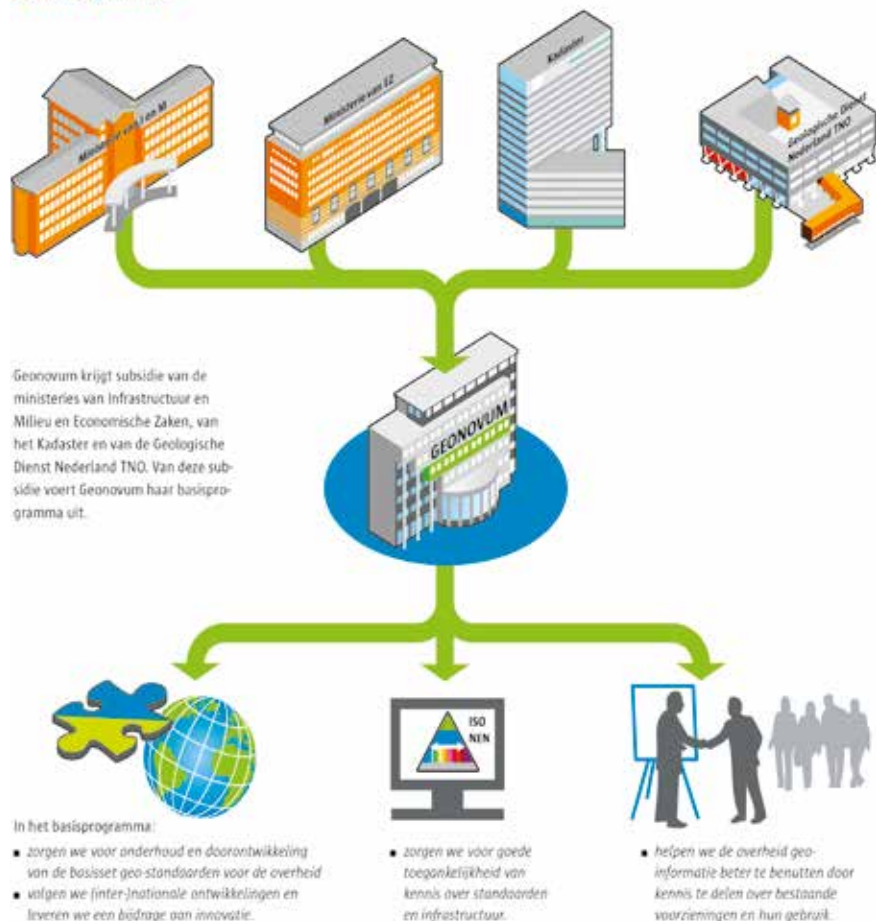 Ministerie van I en M
Ministerie van EZ
Kadaster
Geologische Dienst
Nederland TNO
Geonovum krijgt subsidie van de
ministeries van Infrastructuur en
Milieu en Economische Zaken, van
het Kadaster en van de Geologische
Dienst Nederland TNO. Van deze sub-
sidie voert Geonovum haar basispro-
gramma uit.
GEONOVUM
ISO
NEN
In het basisprogramma:
▪ zorgen we voor onderhoud en doorontwikkeling
van de basisset geo-standaarden voor de overheid
▪ volgen we (inter-)nationale ontwikkelingen en
leveren we een bijdrage aan innovatie.
▪ zorgen we voor goede
toegankelijkheid van
kennis over standaarden
en infrastructuur.
▪ helpen we de overheid geo-
informatie beter te benutten door
kennis te delen over bestaande
voorzieningen en hun gebruik.